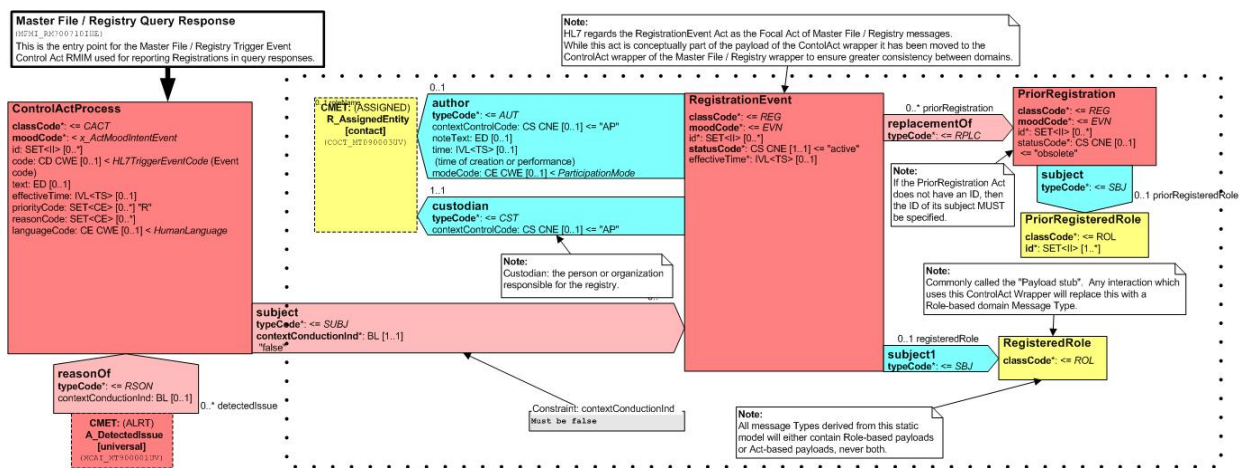 Master File / Registry Query Response
(MFMI_RM700710IUE)
This is the entry point for the Master File / Registry Trigger Event
Control Act RMIM used for reporting Registrations in query responses.
Note:
HL7 regards the RegistrationEvent Act as the Focal Act of Master File / Registry messages.
While this act is conceptually part of the payload of the ContolAct wrapper it has been moved to the
ControlAct wrapper of the Master File / Registry wrapper to ensure greater consistency between domains.
ControlActProcess
classCode*: <= CACT
moodCode*: < x_ActMoodIntentEvent
id: SET<II> [0..*]
code: CD CWE [0..1] < HL7TriggerEventCode (Event
code)
text: ED [0..1]
effectiveTime: IVL<TS> [0..1]
priorityCode: SET<CE> [0..*] "R"
reasonCode: SET<CE> [0..*]
languageCode: CE CWE [0..1] < HumanLanguage
CMET: (ASSIGNED)
R_AssignedEntity
[contact]
(COCT_MT090003UV)
0..1
author
typeCode*: <= AUT
contextControlCode: CS CNE [0..1] <= "AP"
noteText: ED [0..1]
time: IVL<TS> [0..1]
(time of creation or performance)
modeCode: CE CWE [0..1] < ParticipationMode
1..1
custodian
typeCode*: <= CST
contextControlCode: CS CNE [0..1] <= "AP"
Note:
Custodian: the person or organization
responsible for the registry.
RegistrationEvent
classCode*: <= REG
moodCode*: <= EVN
id*: SET<II> [0..*]
statusCode*: CS CNE [1..1] <= "active"
effectiveTime*: IVL<TS> [0..1]
0..* priorRegistration
replacementOf
typeCode*: <= RPLC
PriorRegistration
classCode*: <= REG
moodCode*: <= EVN
id*: SET<II> [0..*]
statusCode*: CS CNE [0..1]
<= "obsolete"
Note:
If the PriorRegistration Act
does not have an ID, then
the ID of its subject MUST
be specified.
subject
typeCode*: <= SBJ
0..1 priorRegisteredRole
PriorRegisteredRole
classCode*: <= ROL
id*: SET<II> [1..*]
Note:
Commonly called the "Payload stub". Any interaction which
uses this ControlAct Wrapper will replace this with a
Role-based domain Message Type.
subject
typeCode*: <= SUBJ
contextConductionInd*: BL [1..1]
"false"
0..1 registeredRole
subject1
typeCode*: <= SBJ
RegisteredRole
classCode*: <= ROL
reasonOf
typeCode*: <= RSON
contextConductionInd: BL [0..1]
0..* detectedIssue
CMET: (ALRT)
A_DetectedIssue
[universal]
(MCAI_MT900001UV)
Constraint: contextConductionInd
Must be false
Note:
All message Types derived from this static
model will either contain Role-based payloads
or Act-based payloads, never both.